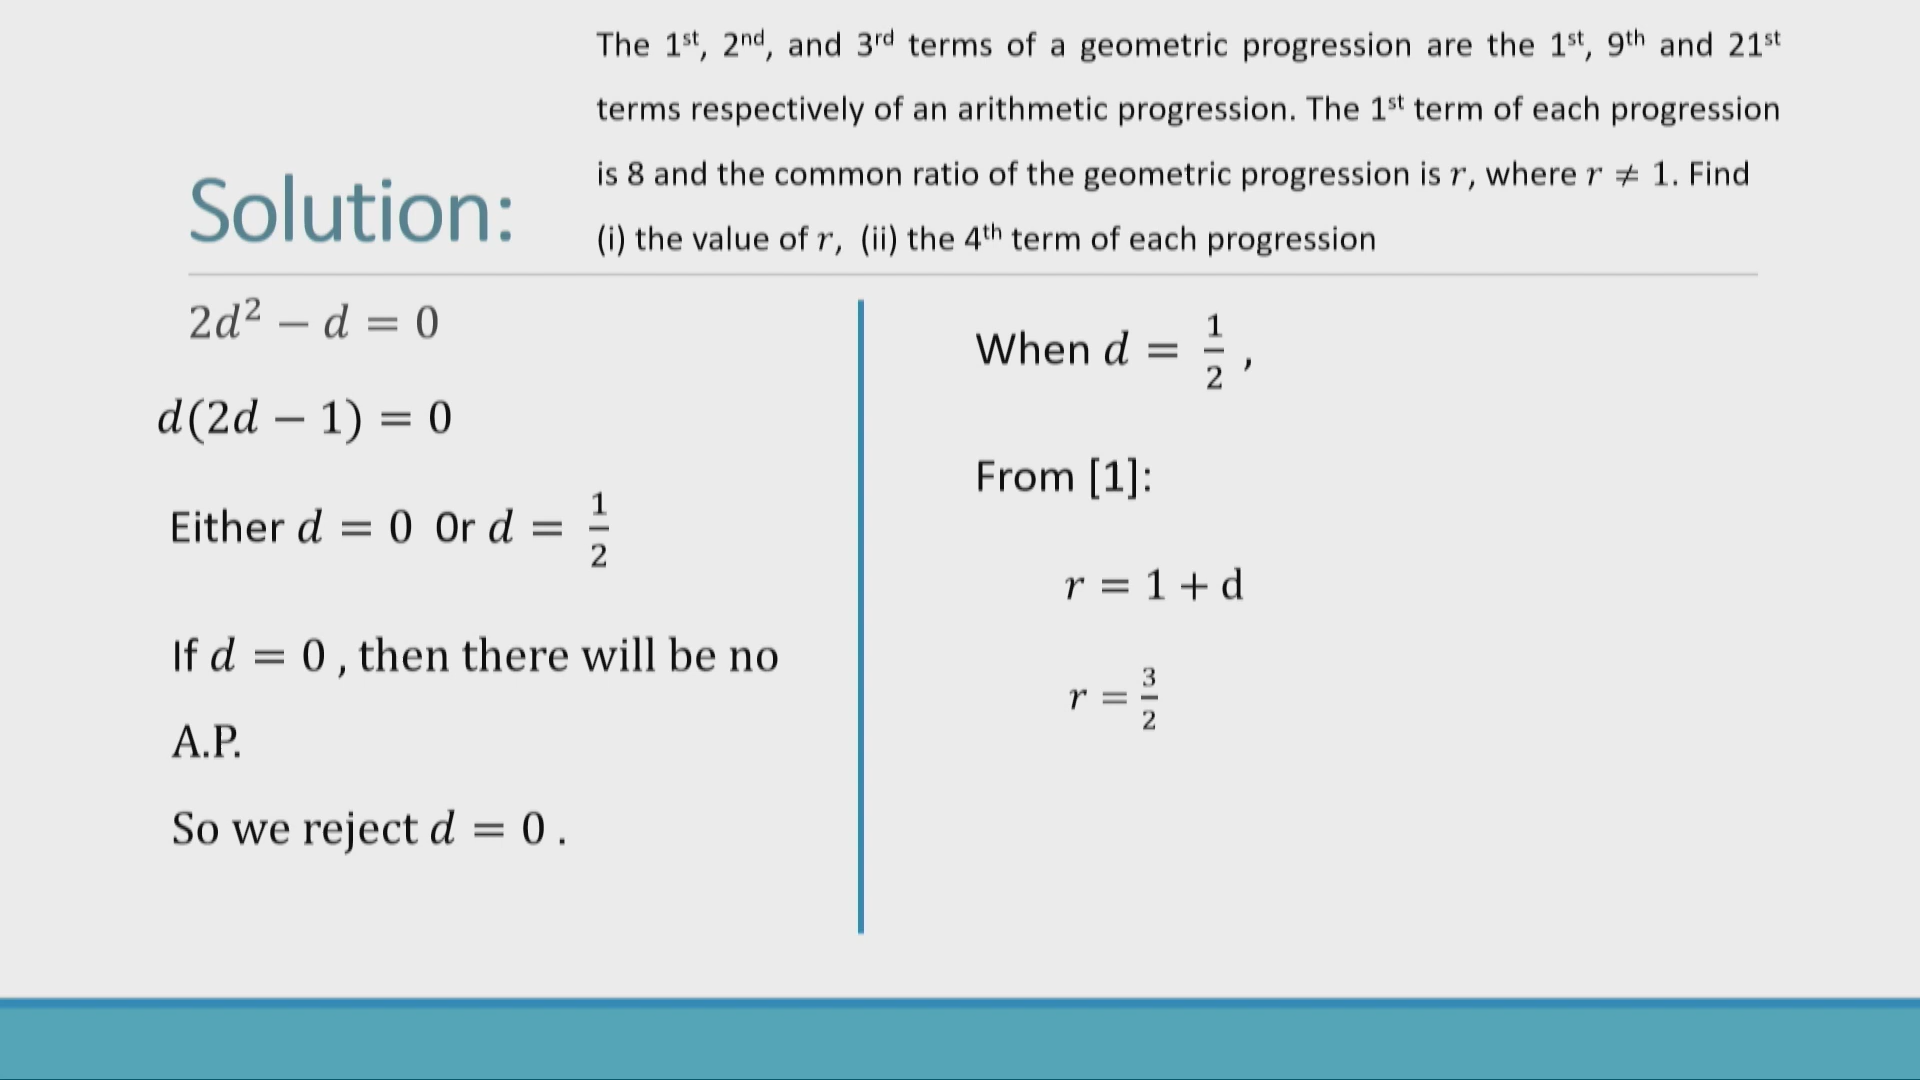 The 1st, 2nd, and 3rd terms of a geometric progression are the 1st, 9th and 21st
terms respectively of an arithmetic progression. The 1st term of each progression
is 8 and the common ratio of the geometric progression is r, where r ≠ 1. Find
(i) the value of r, (ii) the 4th term of each progression
Solution:
2d² − d = 0
d(2d − 1) = 0
Either d = 0 Or d = 1/2
If d = 0 , then there will be no
A.P.
So we reject d = 0 .
When d = 1/2 ,
From [1]:
r = 1 + d
r = 3/2